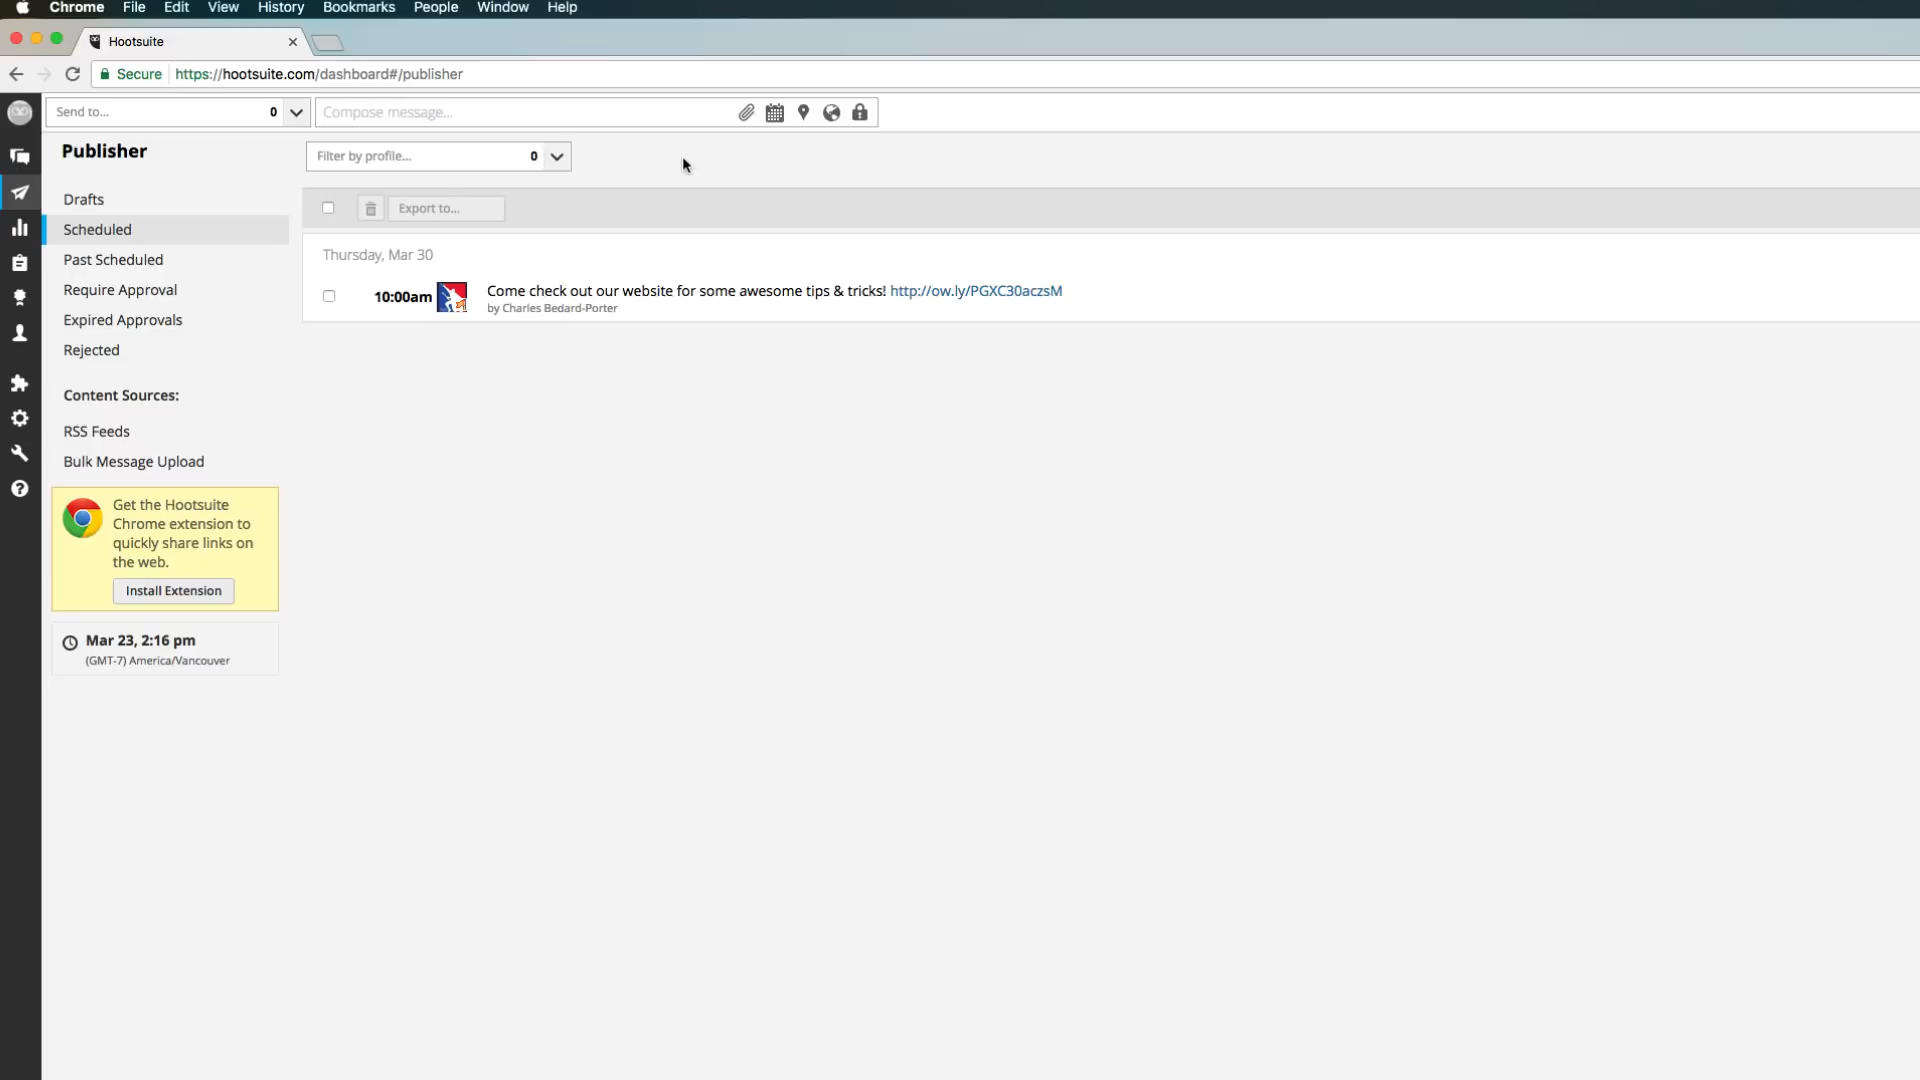 Chrome File Edit View History Bookmarks People Window Help
Hootsuite
Secure https://hootsuite.com/dashboard#/publisher
Send to... 0 Compose message...
Publisher
Filter by profile... 0
Drafts
Scheduled
Past Scheduled
Require Approval
Expired Approvals
Rejected
Content Sources:
RSS Feeds
Bulk Message Upload
Get the Hootsuite
Chrome extension to
quickly share links on
the web.
Install Extension
Mar 23, 2:16 pm
(GMT-7) America/Vancouver
Export to...
Thursday, Mar 30
10:00am Come check out our website for some awesome tips & tricks! http://ow.ly/PGXC30aczsM
by Charles Bedard-Porter